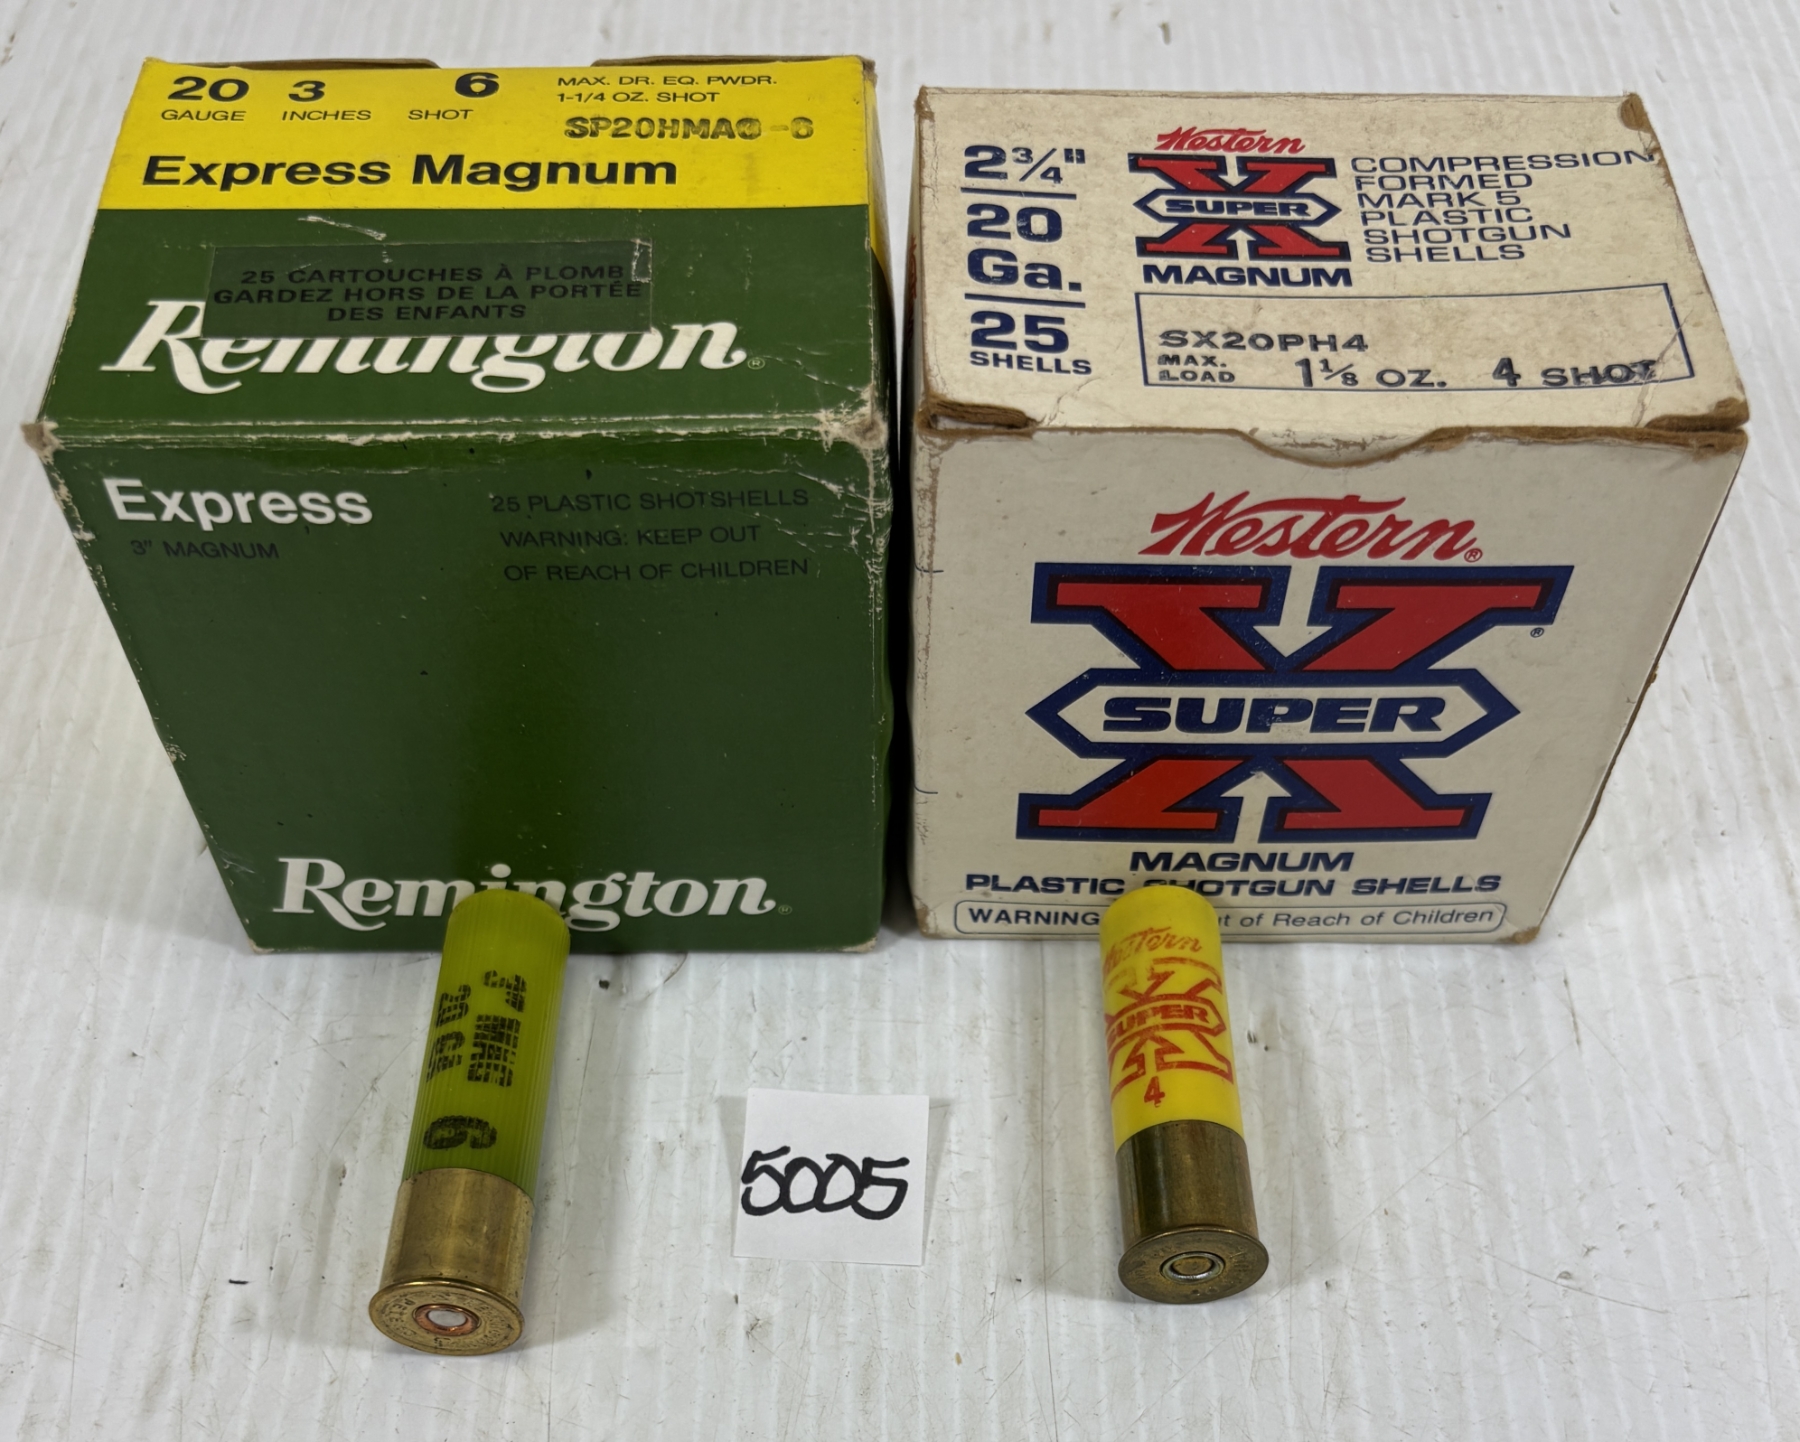 20 3 6
GAUGE INCHES SHOT
MAX. DR. EQ. PWDR.
1-1/4 OZ. SHOT
SP20HMAG-6
Express Magnum
25 CARTOUCHES À PLOMB
GARDEZ HORS DE LA PORTÉE
DES ENFANTS
Remington®
Express
3" MAGNUM
25 PLASTIC SHOTSHELLS
WARNING: KEEP OUT
OF REACH OF CHILDREN
Remington®
2¾"
20
Ga.
25
SHELLS
Western
SUPER
X
MAGNUM
COMPRESSION
FORMED
MARK 5
PLASTIC
SHOTGUN
SHELLS
SX20PH4
MAX.
LOAD 1⅛ OZ. 4 SHOT
Western®
X®
SUPER
MAGNUM
PLASTIC SHOTGUN SHELLS
WARNING of Reach of Children
6
Western
SUPER
X
4
5005